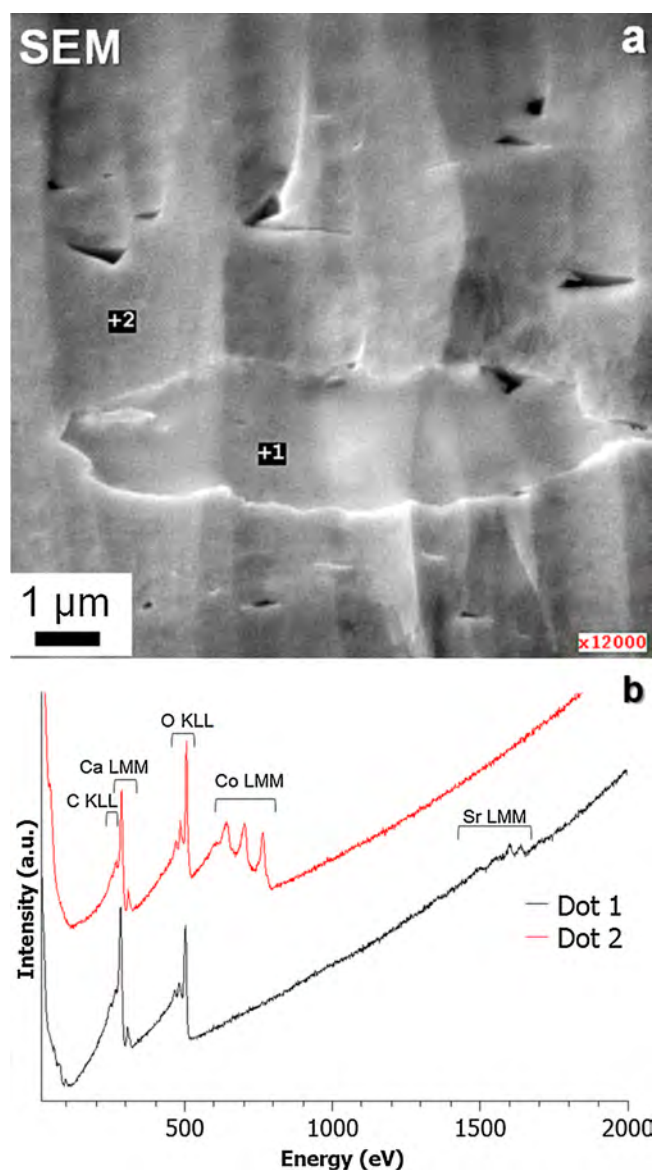 SEM
a
+2
+1
1 µm
x12000
b
O KLL
Ca LMM
Co LMM
C KLL
Sr LMM
Dot 1
Dot 2
Intensity (a.u.)
500
1000
1500
2000
Energy (eV)